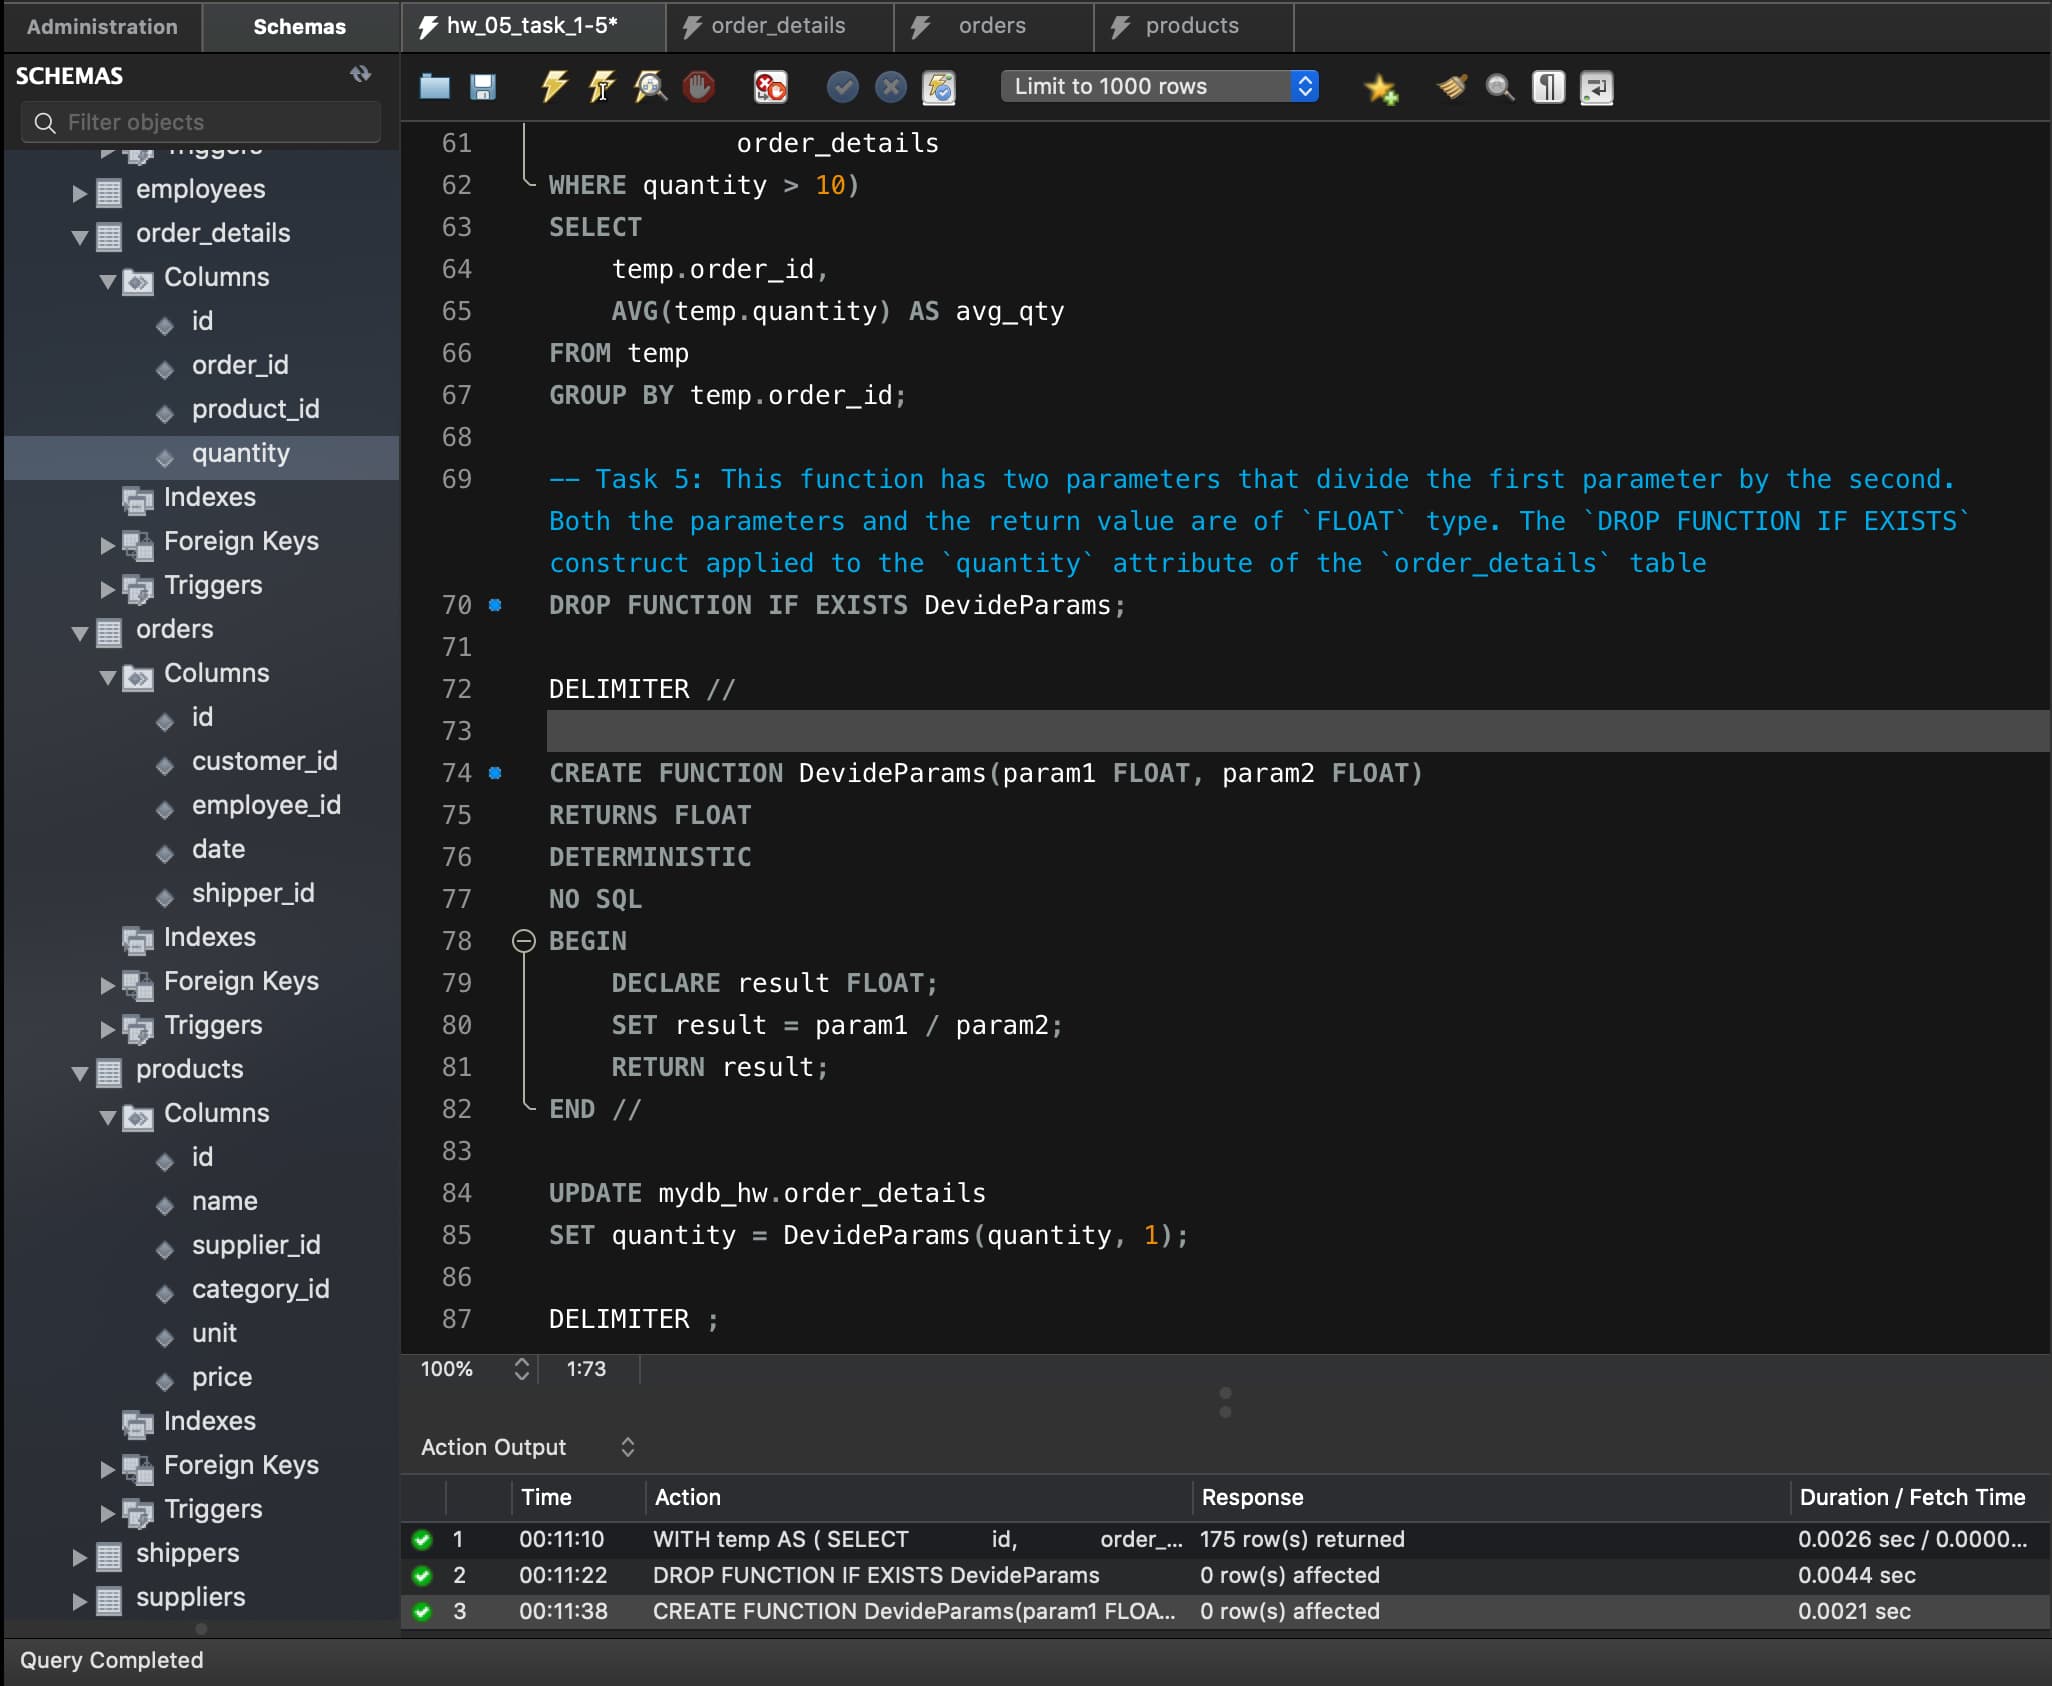 Administration
Schemas
hw_05_task_1-5*
order_details
orders
products
SCHEMAS
Filter objects
Limit to 1000 rows
Triggers
employees
order_details
Columns
id
order_id
product_id
quantity
Indexes
Foreign Keys
Triggers
orders
Columns
id
customer_id
employee_id
date
shipper_id
Indexes
Foreign Keys
Triggers
products
Columns
id
name
supplier_id
category_id
unit
price
Indexes
Foreign Keys
Triggers
shippers
suppliers
61 order_details
62 WHERE quantity > 10)
63 SELECT
64 temp.order_id,
65 AVG(temp.quantity) AS avg_qty
66 FROM temp
67 GROUP BY temp.order_id;
68
69 -- Task 5: This function has two parameters that divide the first parameter by the second.
Both the parameters and the return value are of `FLOAT` type. The `DROP FUNCTION IF EXISTS`
construct applied to the `quantity` attribute of the `order_details` table
70 DROP FUNCTION IF EXISTS DevideParams;
71
72 DELIMITER //
73
74 CREATE FUNCTION DevideParams(param1 FLOAT, param2 FLOAT)
75 RETURNS FLOAT
76 DETERMINISTIC
77 NO SQL
78 BEGIN
79 DECLARE result FLOAT;
80 SET result = param1 / param2;
81 RETURN result;
82 END //
83
84 UPDATE mydb_hw.order_details
85 SET quantity = DevideParams(quantity, 1);
86
87 DELIMITER ;
100% 1:73
Action Output
Time Action Response Duration / Fetch Time
1 00:11:10 WITH temp AS ( SELECT id, order_... 175 row(s) returned 0.0026 sec / 0.0000...
2 00:11:22 DROP FUNCTION IF EXISTS DevideParams 0 row(s) affected 0.0044 sec
3 00:11:38 CREATE FUNCTION DevideParams(param1 FLOA... 0 row(s) affected 0.0021 sec
Query Completed